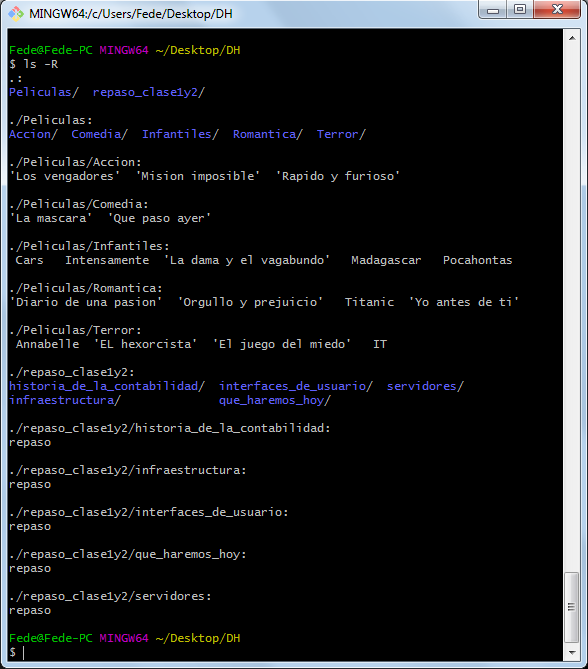 MINGW64:/c/Users/Fede/Desktop/DH
Fede@Fede-PC MINGW64 ~/Desktop/DH
$ ls -R
.:
Peliculas/  repaso_clase1y2/
./Peliculas:
Accion/  Comedia/  Infantiles/  Romantica/  Terror/
./Peliculas/Accion:
'Los vengadores'  'Mision imposible'  'Rapido y furioso'
./Peliculas/Comedia:
'La mascara'  'Que paso ayer'
./Peliculas/Infantiles:
Cars   Intensamente  'La dama y el vagabundo'   Madagascar   Pocahontas
./Peliculas/Romantica:
'Diario de una pasion'  'Orgullo y prejuicio'   Titanic  'Yo antes de ti'
./Peliculas/Terror:
Annabelle  'EL hexorcista'  'El juego del miedo'   IT
./repaso_clase1y2:
historia_de_la_contabilidad/  interfaces_de_usuario/  servidores/
infraestructura/              que_haremos_hoy/
./repaso_clase1y2/historia_de_la_contabilidad:
repaso
./repaso_clase1y2/infraestructura:
repaso
./repaso_clase1y2/interfaces_de_usuario:
repaso
./repaso_clase1y2/que_haremos_hoy:
repaso
./repaso_clase1y2/servidores:
repaso
Fede@Fede-PC MINGW64 ~/Desktop/DH
$